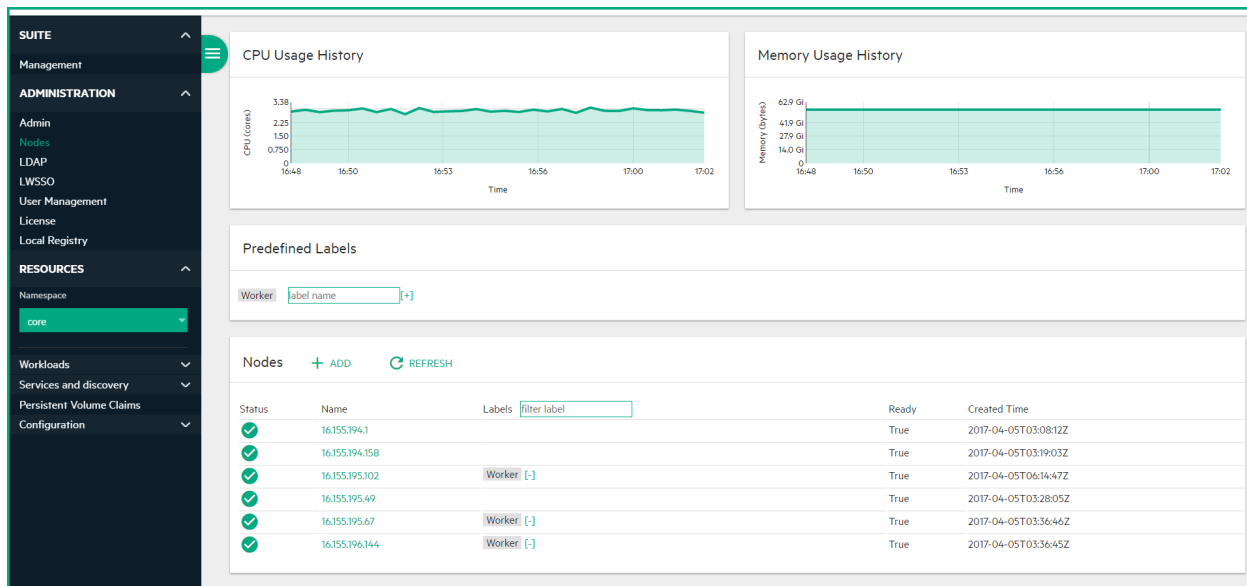 SUITE
Management
ADMINISTRATION
Admin
Nodes
LDAP
LWSSO
User Management
License
Local Registry
RESOURCES
Namespace
core
Workloads
Services and discovery
Persistent Volume Claims
Configuration
CPU Usage History
CPU (cores)
3.38
2.25
1.50
0.750
0
16:48 16:50 16:53 16:56 17:00 17:02
Time
Memory Usage History
Memory (bytes)
62.9 Gi
41.9 Gi
27.9 Gi
14.0 Gi
0
16:48 16:50 16:53 16:56 17:00 17:02
Time
Predefined Labels
Worker label name [+]
Nodes + ADD REFRESH
Status Name Labels filter label Ready Created Time
16.155.194.1 True 2017-04-05T03:08:12Z
16.155.194.158 True 2017-04-05T03:19:03Z
16.155.195.102 Worker [-] True 2017-04-05T06:14:47Z
16.155.195.49 True 2017-04-05T03:28:05Z
16.155.195.67 Worker [-] True 2017-04-05T03:36:46Z
16.155.196.144 Worker [-] True 2017-04-05T03:36:45Z